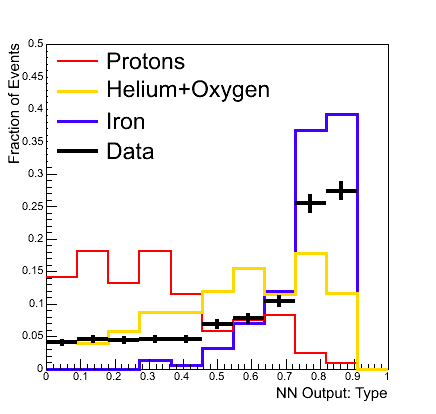 Fraction of Events
0.5
0.45
0.4
0.35
0.3
0.25
0.2
0.15
0.1
0.05
0
Protons
Helium+Oxygen
Iron
Data
0 0.1 0.2 0.3 0.4 0.5 0.6 0.7 0.8 0.9 1
NN Output: Type